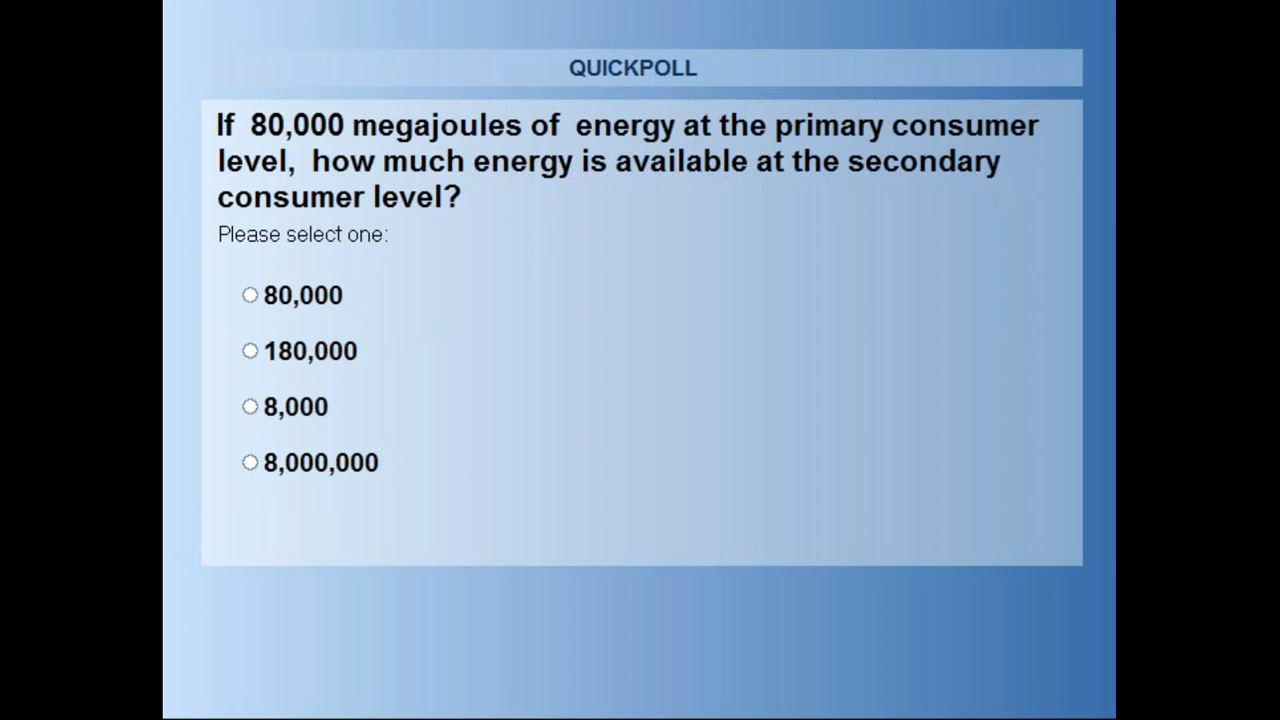 QUICKPOLL
If 80,000 megajoules of energy at the primary consumer
level, how much energy is available at the secondary
consumer level?
Please select one:
80,000
180,000
8,000
8,000,000